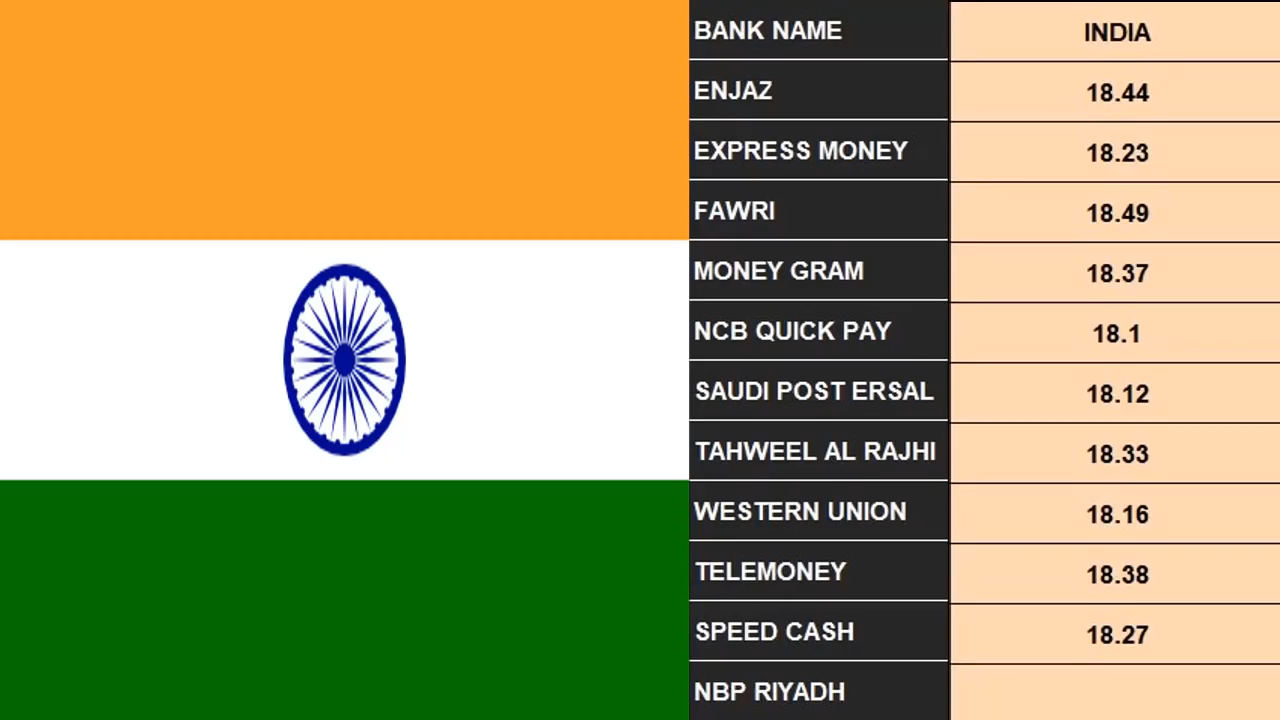 BANK NAME INDIA
ENJAZ 18.44
EXPRESS MONEY 18.23
FAWRI 18.49
MONEY GRAM 18.37
NCB QUICK PAY 18.1
SAUDI POST ERSAL 18.12
TAHWEEL AL RAJHI 18.33
WESTERN UNION 18.16
TELEMONEY 18.38
SPEED CASH 18.27
NBP RIYADH